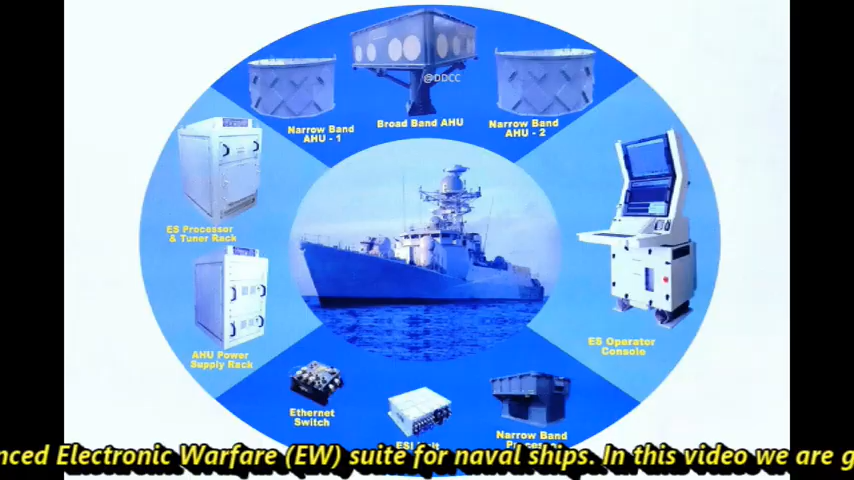 @DDCC
Narrow Band
AHU - 1
Broad Band AHU
Narrow Band
AHU - 2
ES Processor
& Tuner Rack
ES Operator
Console
AHU Power
Supply Rack
Ethernet
Switch
ESI
Narrow Band
nced Electronic Warfare (EW) suite for naval ships. In this video we are g